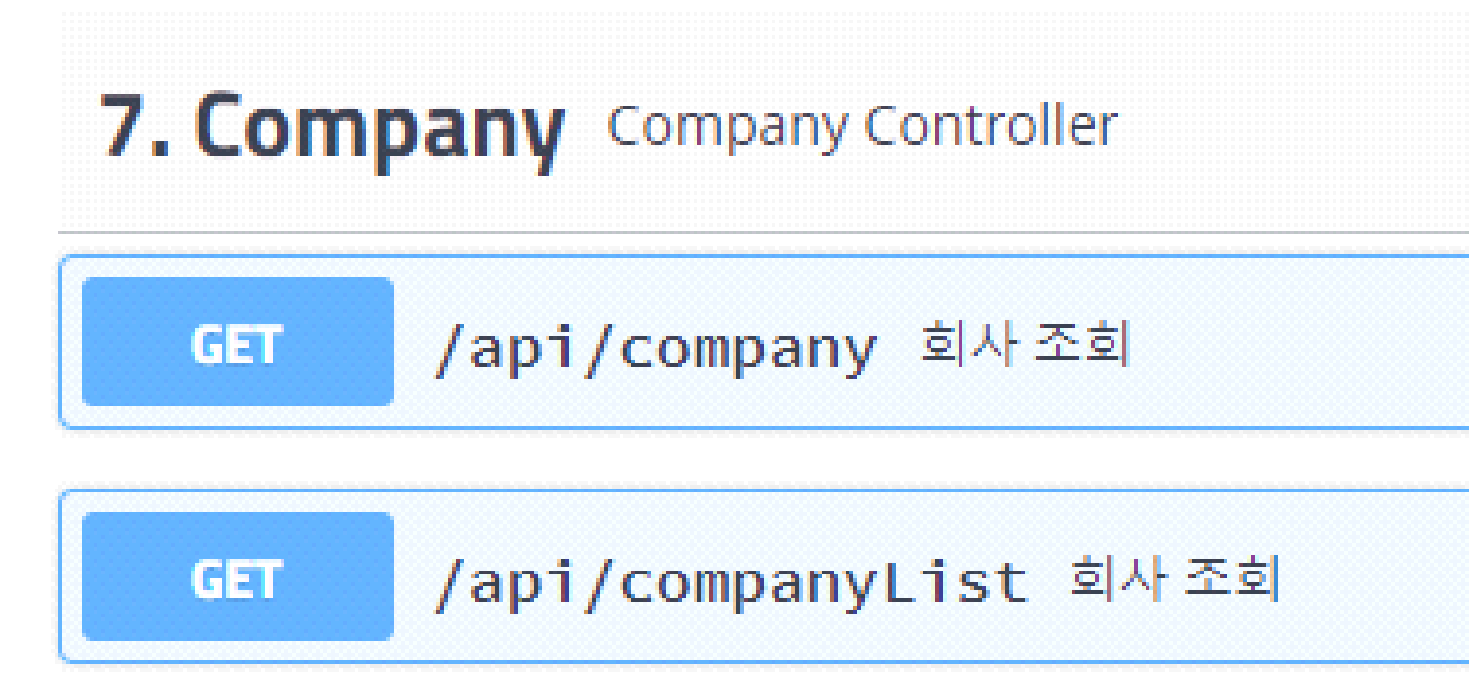 7. Company Company Controller
GET /api/company 회사 조회
GET /api/companyList 회사 조회